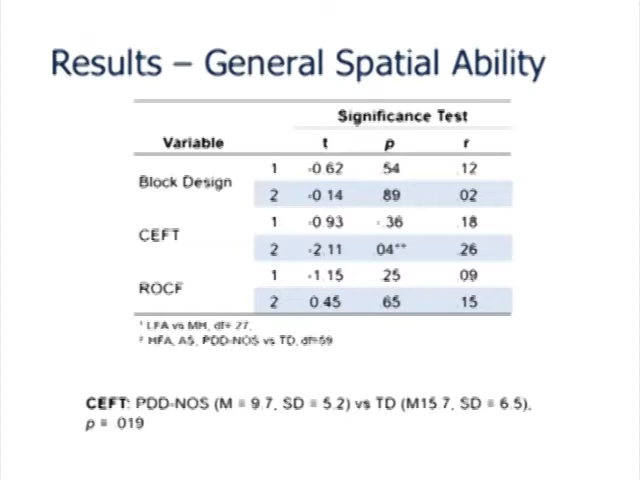 Results – General Spatial Ability
Significance Test
Variable t p r
Block Design 1 -0.62 .54 .12
2 -0.14 .89 .02
CEFT 1 -0.93 .36 .18
2 -2.11 .04** .26
ROCF 1 -1.15 .25 .09
2 0.45 .65 .15
¹ LFA vs MH, df= 27,
² HFA, AS, PDD-NOS vs TD, df=69
CEFT: PDD-NOS (M = 9.7, SD = 5.2) vs TD (M15.7, SD = 6.5),
p = .019